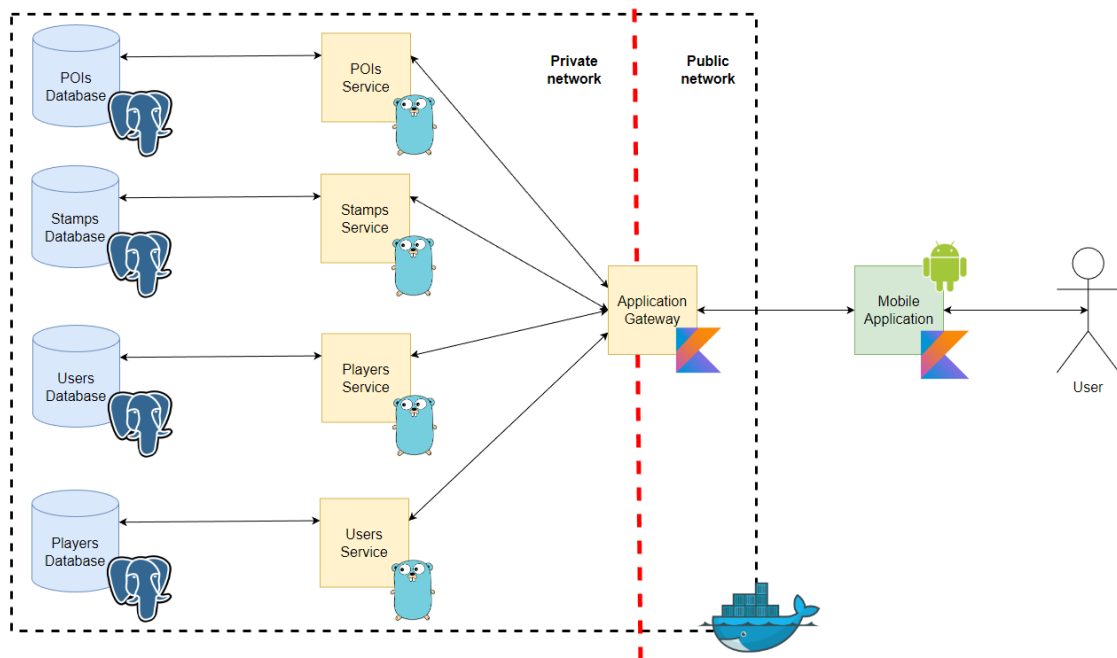 POIs
Database
POIs
Service
Private
network
Public
network
Stamps
Database
Stamps
Service
Application
Gateway
Mobile
Application
Users
Database
Players
Service
User
Players
Database
Users
Service